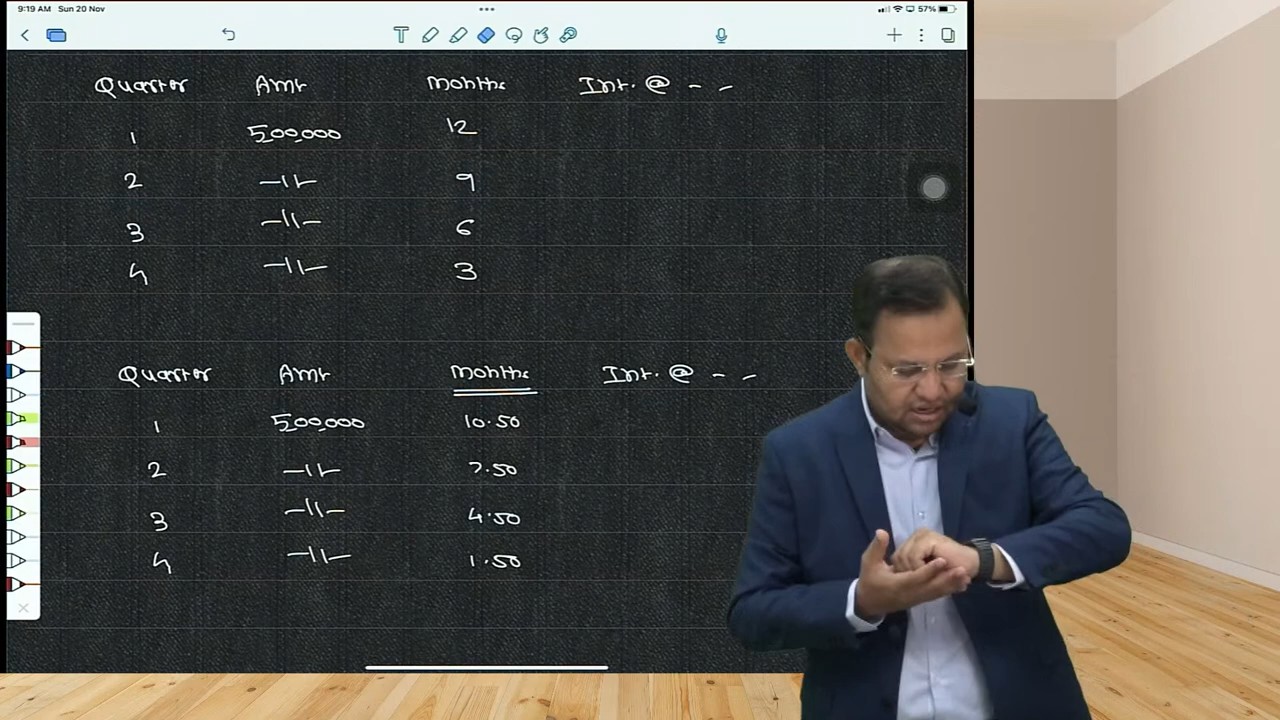 9:19 AM Sun 20 Nov
57%
Quarter Amt Months Int. @ - -
1 500,000 12
2 -11- 9
3 -11- 6
4 -11- 3
Quarter Amt Months Int. @ - -
1 500,000 10.50
2 -11- 7.50
3 -11- 4.50
4 -11- 1.50